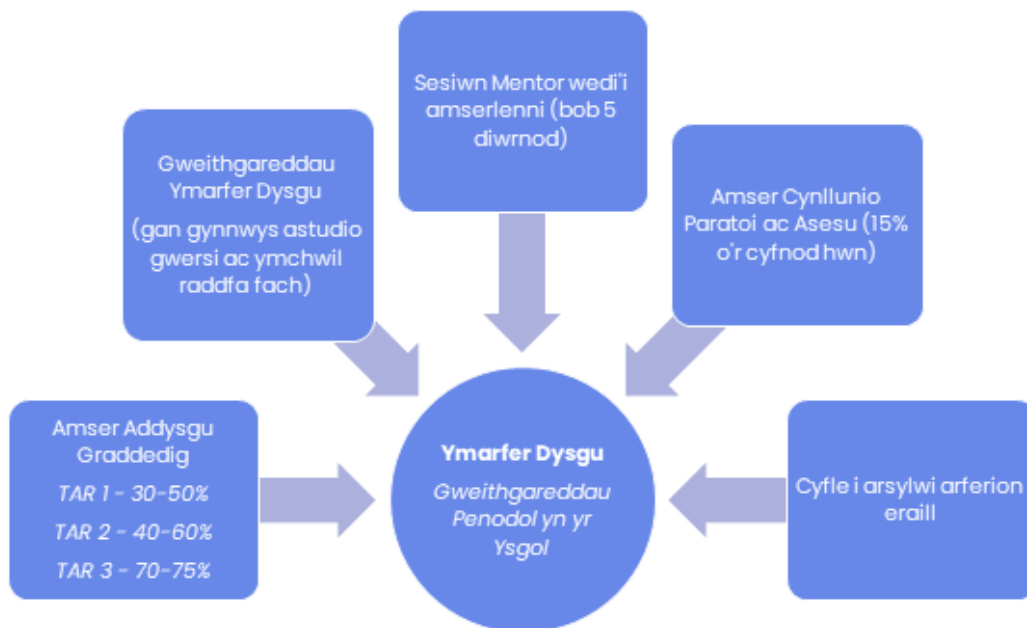 Amser Addysgu
Graddedig
TAR 1 - 30-50%
TAR 2 - 40-60%
TAR 3 - 70-75%
Gweithgareddau
Ymarfer Dysgu
(gan gynnwys astudio
gwersi ac ymchwil
raddfa fach)
Sesiwn Mentor wedi'i
amserlenni (bob 5
diwrnod)
Amser Cynllunio
Paratoi ac Asesu (15%
o'r cyfnod hwn)
Cyfle i arsylwi arferion
eraill
Ymarfer Dysgu
Gweithgareddau
Penodol yn yr
Ysgol